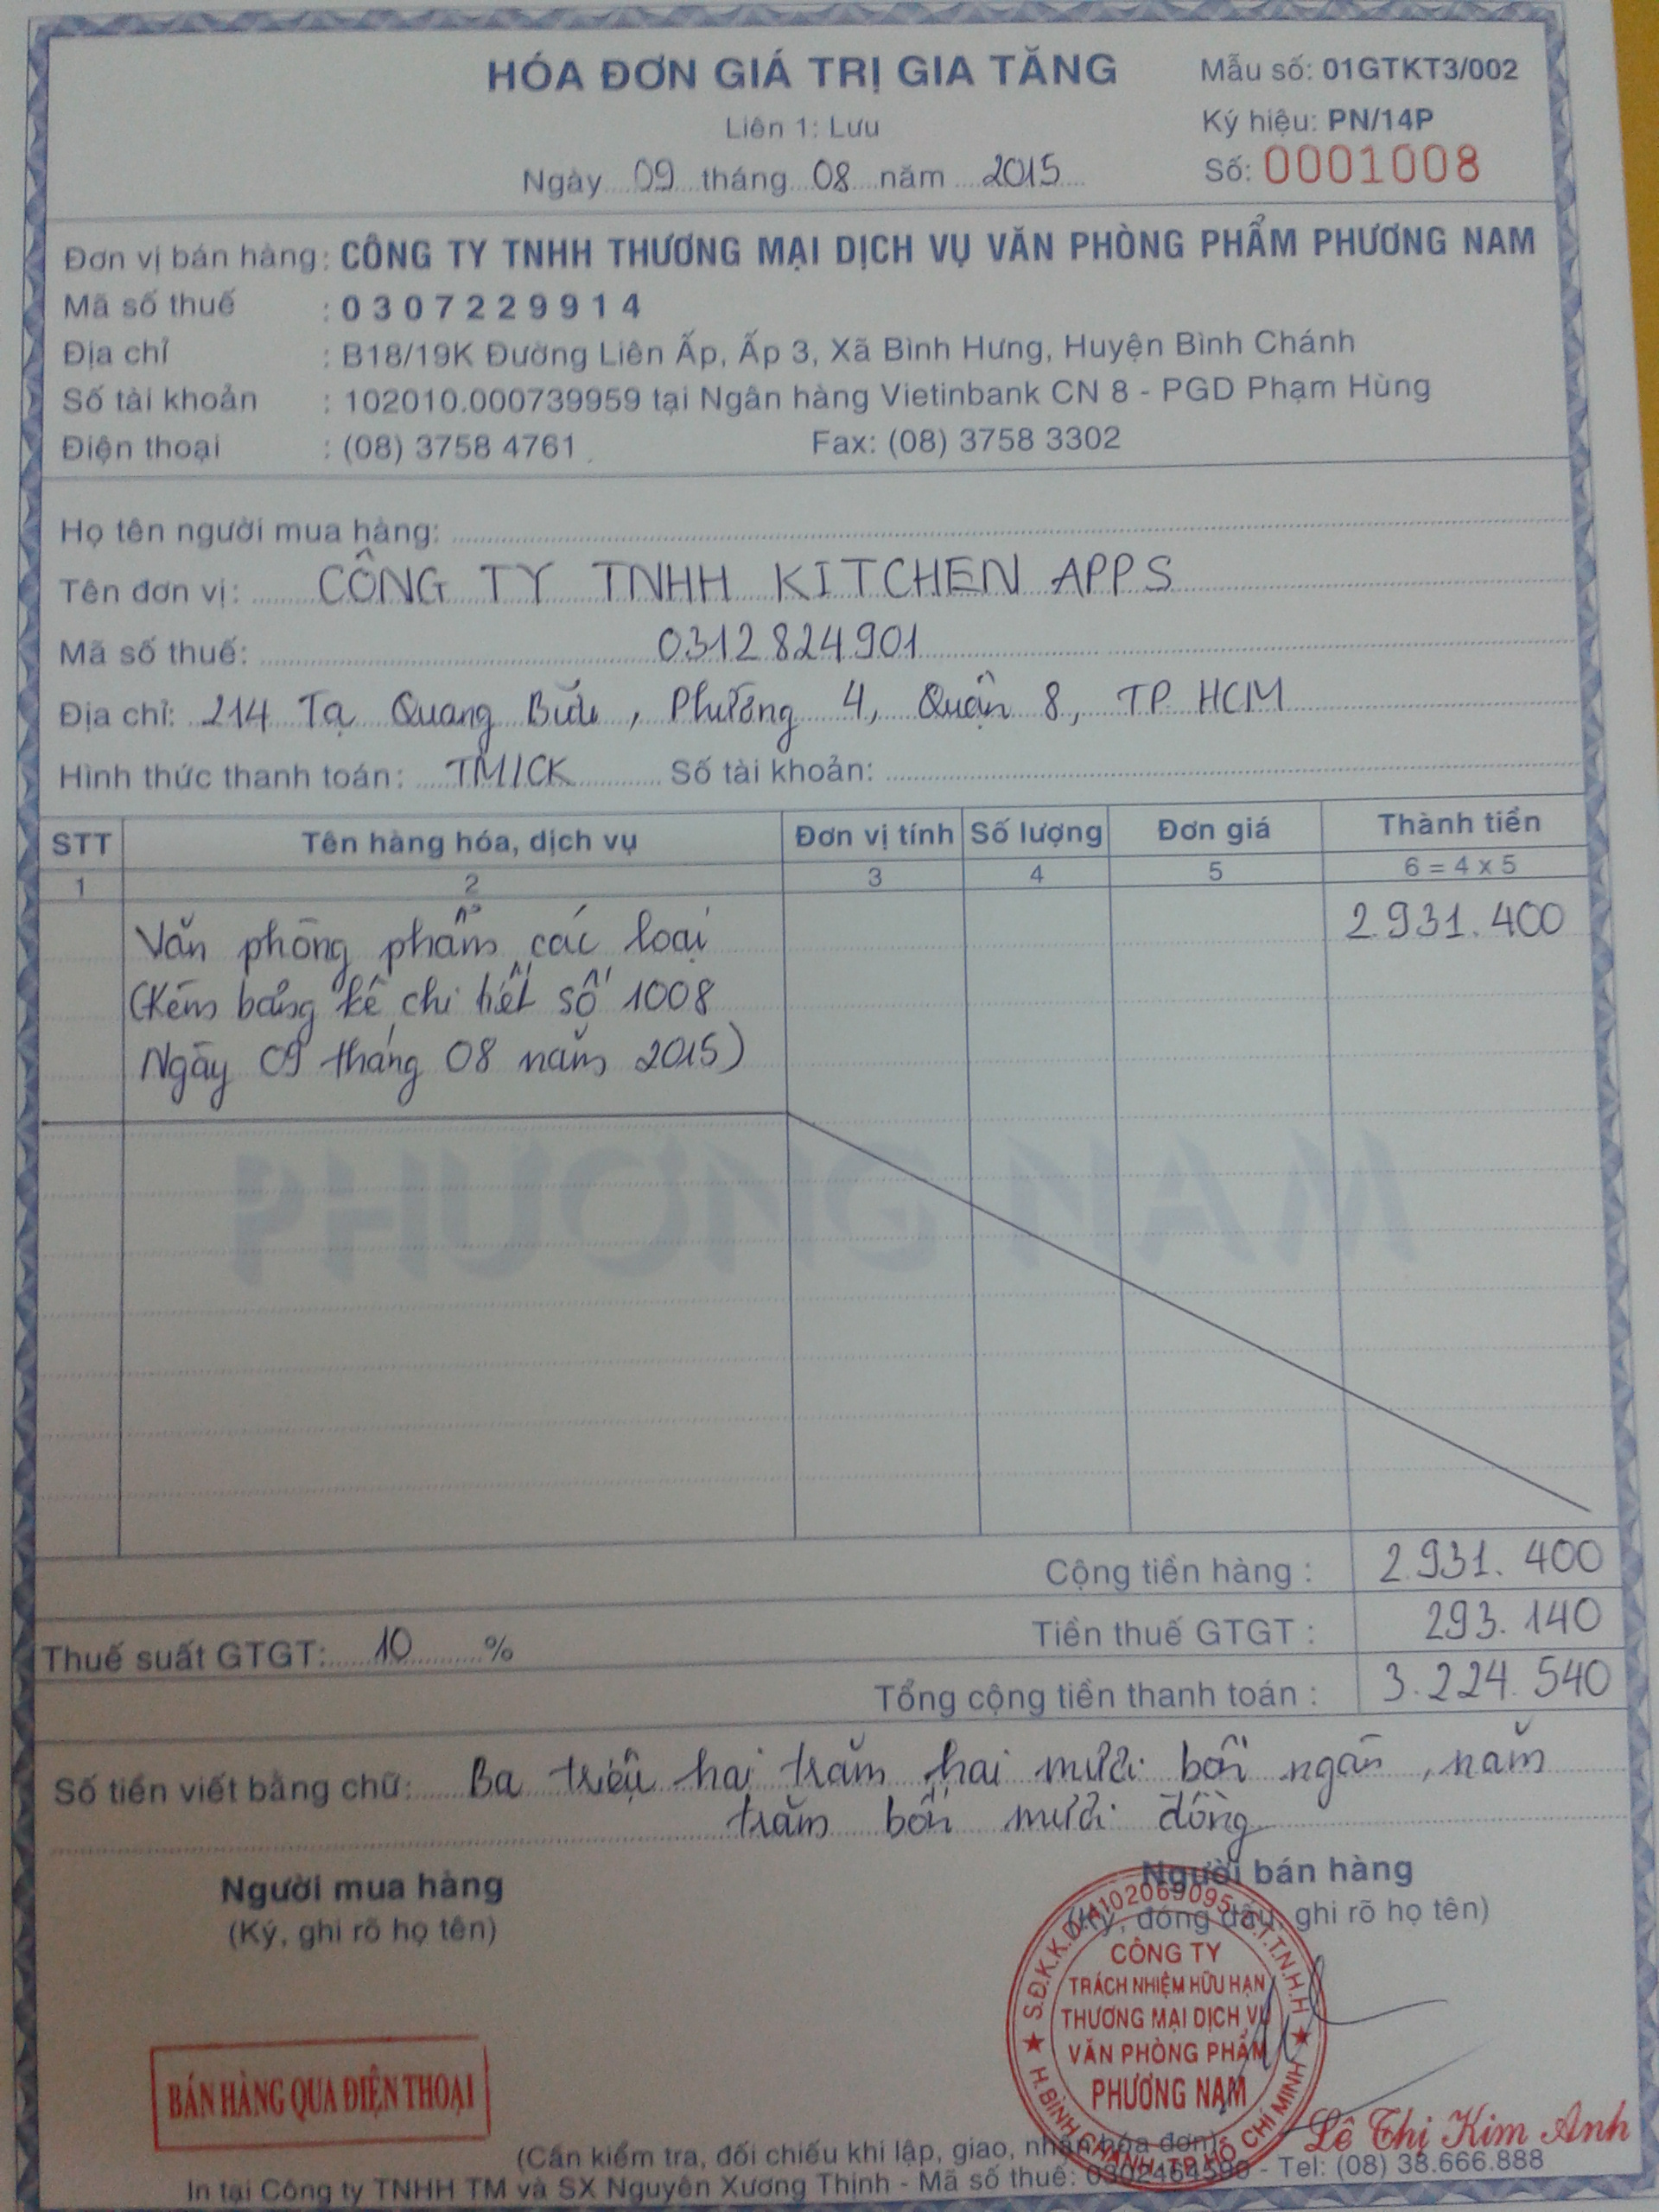 HÓA ĐƠN GIÁ TRỊ GIA TĂNG
Mẫu số: 01GTKT3/002
Liên 1: Lưu
Ký hiệu: PN/14P
Ngày 09 tháng 08 năm 2015
Số: 0001008
Đơn vị bán hàng: CÔNG TY TNHH THƯƠNG MẠI DỊCH VỤ VĂN PHÒNG PHẨM PHƯƠNG NAM
Mã số thuế : 0307229914
Địa chỉ : B18/19K Đường Liên Ấp, Ấp 3, Xã Bình Hưng, Huyện Bình Chánh
Số tài khoản : 102010.000739959 tại Ngân hàng Vietinbank CN 8 - PGD Phạm Hùng
Điện thoại : (08) 3758 4761 Fax: (08) 3758 3302
Họ tên người mua hàng:
Tên đơn vị: CÔNG TY TNHH KITCHEN APPS
Mã số thuế: 0312824901
Địa chỉ: 214 Tạ Quang Bửu, Phường 4, Quận 8, TP HCM
Hình thức thanh toán: TM/CK Số tài khoản:
STT Tên hàng hóa, dịch vụ Đơn vị tính Số lượng Đơn giá Thành tiền
1 2 3 4 5 6 = 4 x 5
Văn phòng phẩm các loại 2.931.400
(Kèm bảng kê chi tiết số 1008
Ngày 09 tháng 08 năm 2015)
PHƯƠNG NAM
Cộng tiền hàng : 2.931.400
Thuế suất GTGT: 10 % Tiền thuế GTGT : 293.140
Tổng cộng tiền thanh toán : 3.224.540
Số tiền viết bằng chữ: Ba triệu hai trăm hai mươi bốn ngàn, năm
trăm bốn mươi đồng
Người mua hàng
Người bán hàng
(Ký, ghi rõ họ tên)
(Ký, đóng dấu, ghi rõ họ tên)
S.Đ.K.K.D: 4102069095-C.T.T.N.H.H
CÔNG TY
TRÁCH NHIỆM HỮU HẠN
THƯƠNG MẠI DỊCH VỤ
VĂN PHÒNG PHẨM
PHƯƠNG NAM
H.BÌNH CHÁNH-TP.HỒ CHÍ MINH
BÁN HÀNG QUA ĐIỆN THOẠI
Lê Thị Kim Anh
(Cần kiểm tra, đối chiếu khi lập, giao, nhận hóa đơn)
In tại Công ty TNHH TM và SX Nguyên Xương Thịnh - Mã số thuế: - Tel: (08) 38.666.888